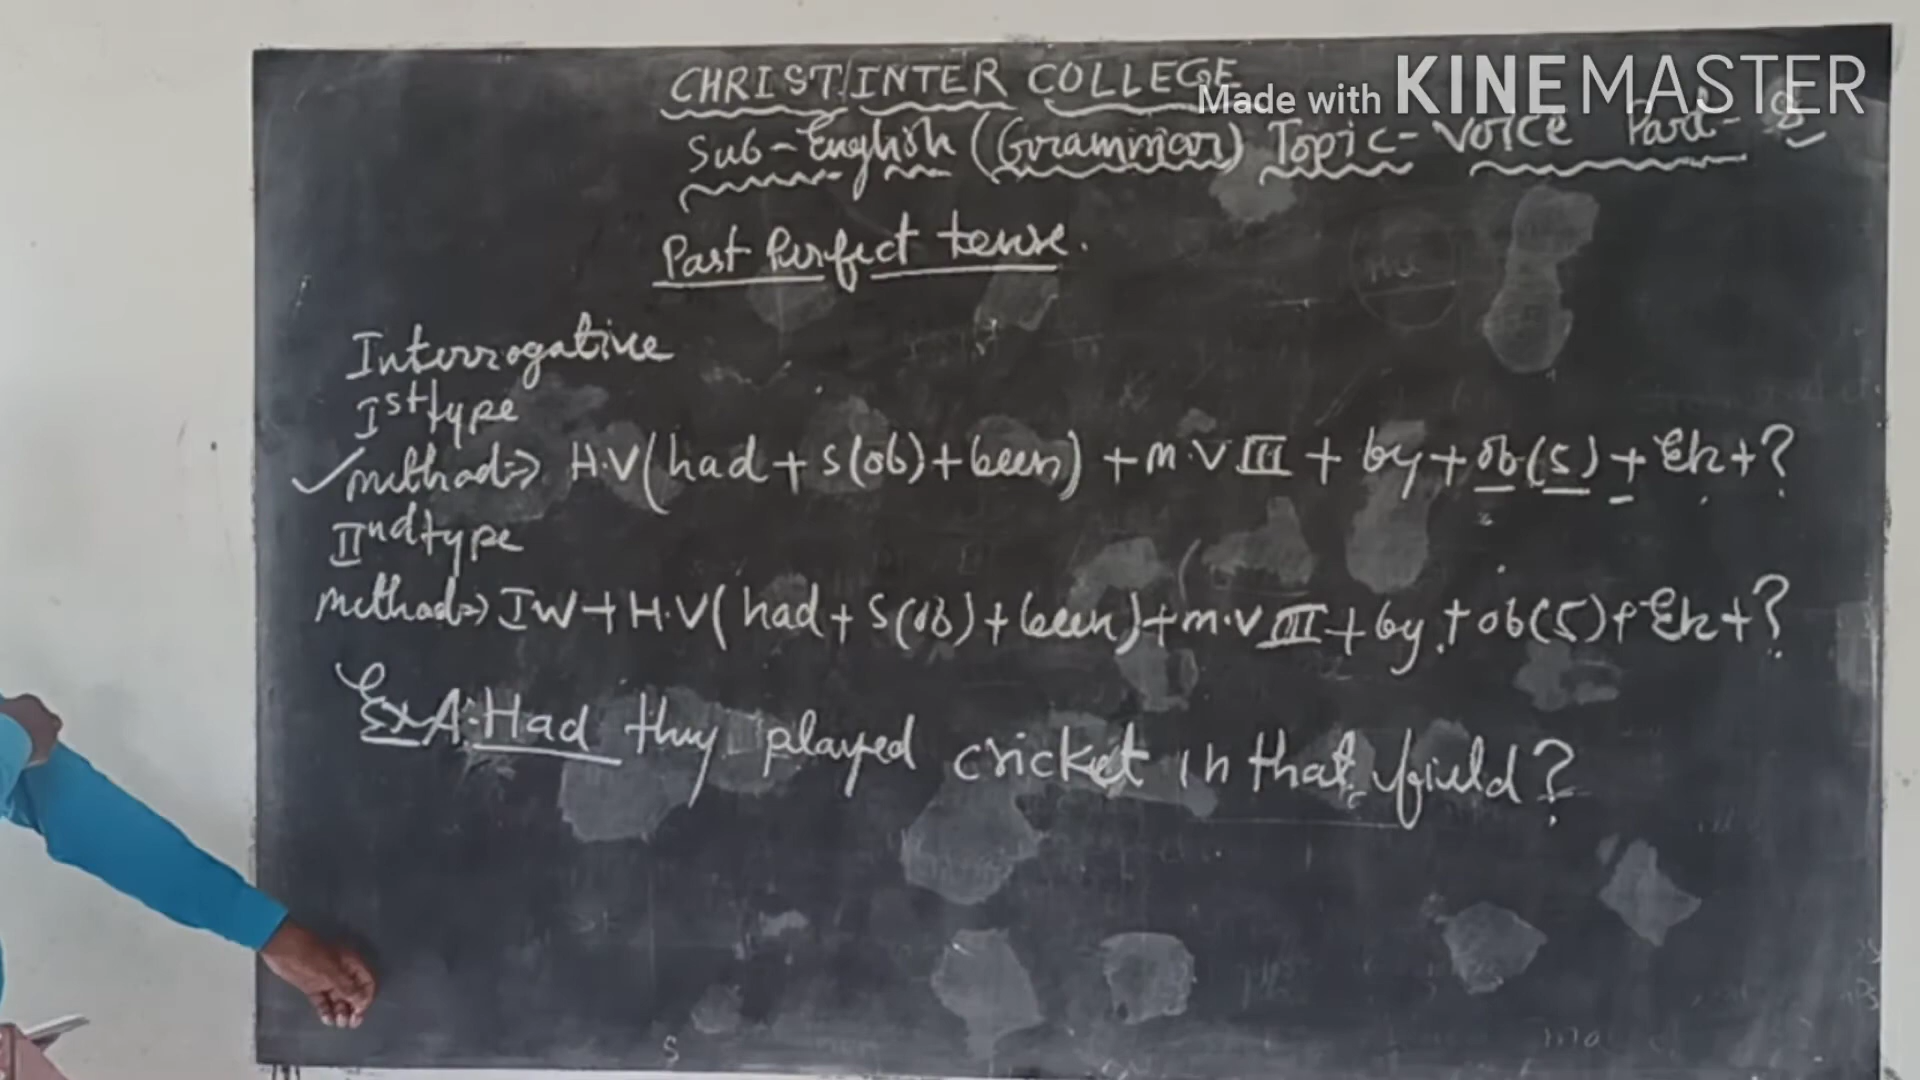 CHRIST INTER COLLEGE
Made with KINEMASTER
Sub-English (Grammar) Topic-Voice Part-8
Past Perfect tense.
Interrogative
Ist type
method=> H.V(had + S(ob) + been) + m.v III + by + ob(S) + Ek + ?
IInd type
method=> IW + H.V(had + S(ob) + been) + m.v III + by + ob(S) + Ek + ?
Ex A. Had they played cricket in that field?
S